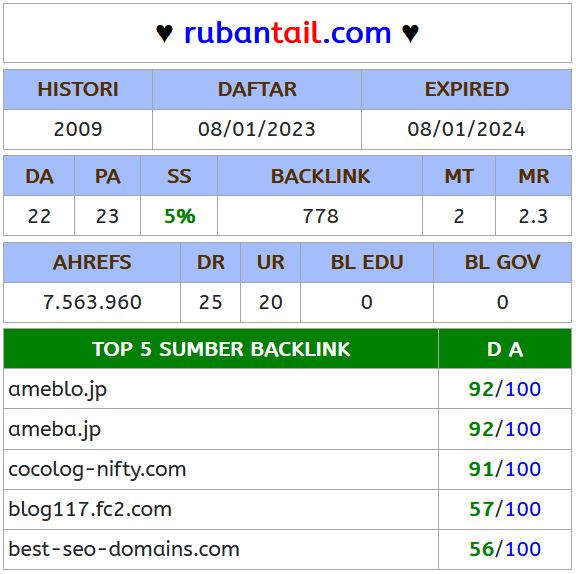 ♥ rubantail.com ♥
HISTORI DAFTAR EXPIRED
2009 08/01/2023 08/01/2024
DA PA SS BACKLINK MT MR
22 23 5% 778 2 2.3
AHREFS DR UR BL EDU BL GOV
7.563.960 25 20 0 0
TOP 5 SUMBER BACKLINK D A
ameblo.jp 92/100
ameba.jp 92/100
cocolog-nifty.com 91/100
blog117.fc2.com 57/100
best-seo-domains.com 56/100